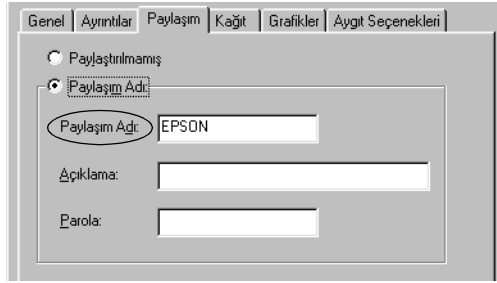 Genel Ayrıntılar Paylaşım Kağıt Grafikler Aygıt Seçenekleri
Paylaştırılmamış
Paylaşım Adı:
Paylaşım Adı: EPSON
Açıklama:
Parola: